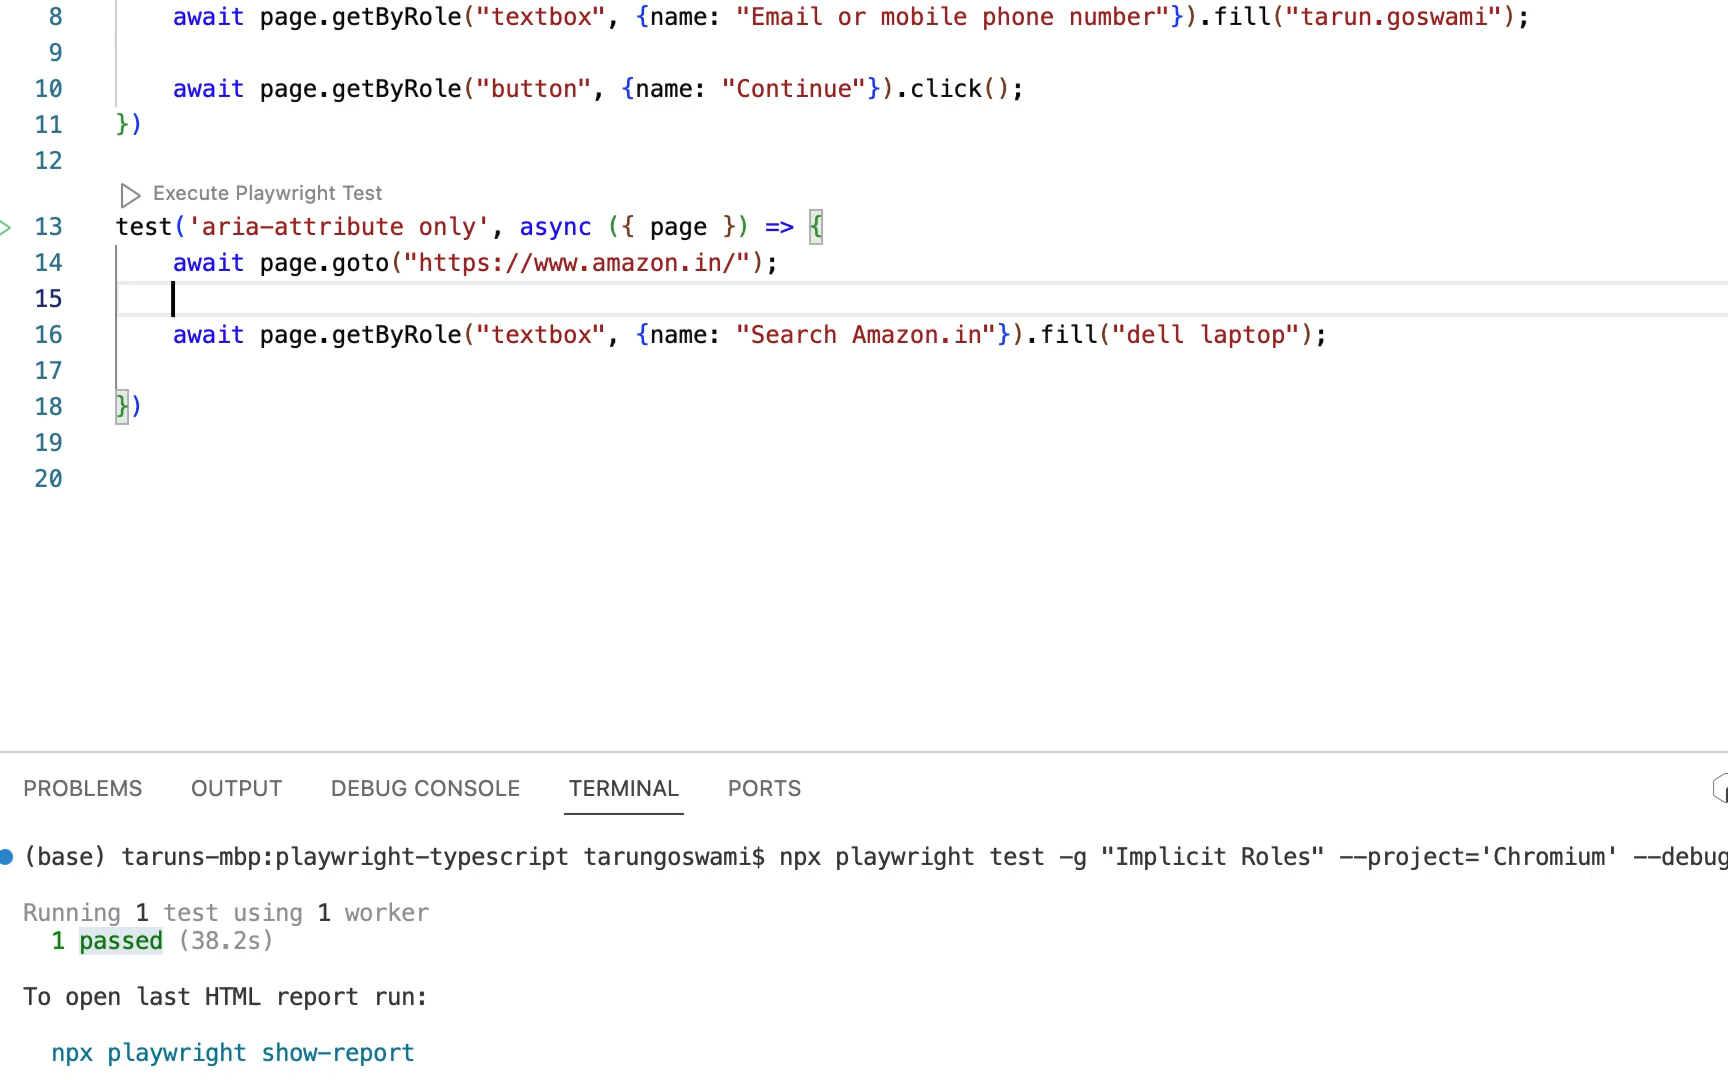 8 await page.getByRole("textbox", {name: "Email or mobile phone number"}).fill("tarun.goswami");
9
10 await page.getByRole("button", {name: "Continue"}).click();
11 })
12
Execute Playwright Test
13 test('aria-attribute only', async ({ page }) => {
14 await page.goto("https://www.amazon.in/");
15
16 await page.getByRole("textbox", {name: "Search Amazon.in"}).fill("dell laptop");
17
18 })
19
20
PROBLEMS OUTPUT DEBUG CONSOLE TERMINAL PORTS
(base) taruns-mbp:playwright-typescript tarungoswami$ npx playwright test -g "Implicit Roles" --project='Chromium' --debug
Running 1 test using 1 worker
1 passed (38.2s)
To open last HTML report run:
npx playwright show-report